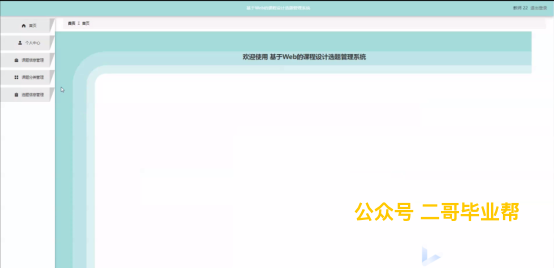 基于Web的课程设计选题管理系统
教师 22 退出登录
首页
首页
个人中心
课题信息管理
课题分类管理
选题信息管理
欢迎使用 基于Web的课程设计选题管理系统
公众号 二哥毕业帮